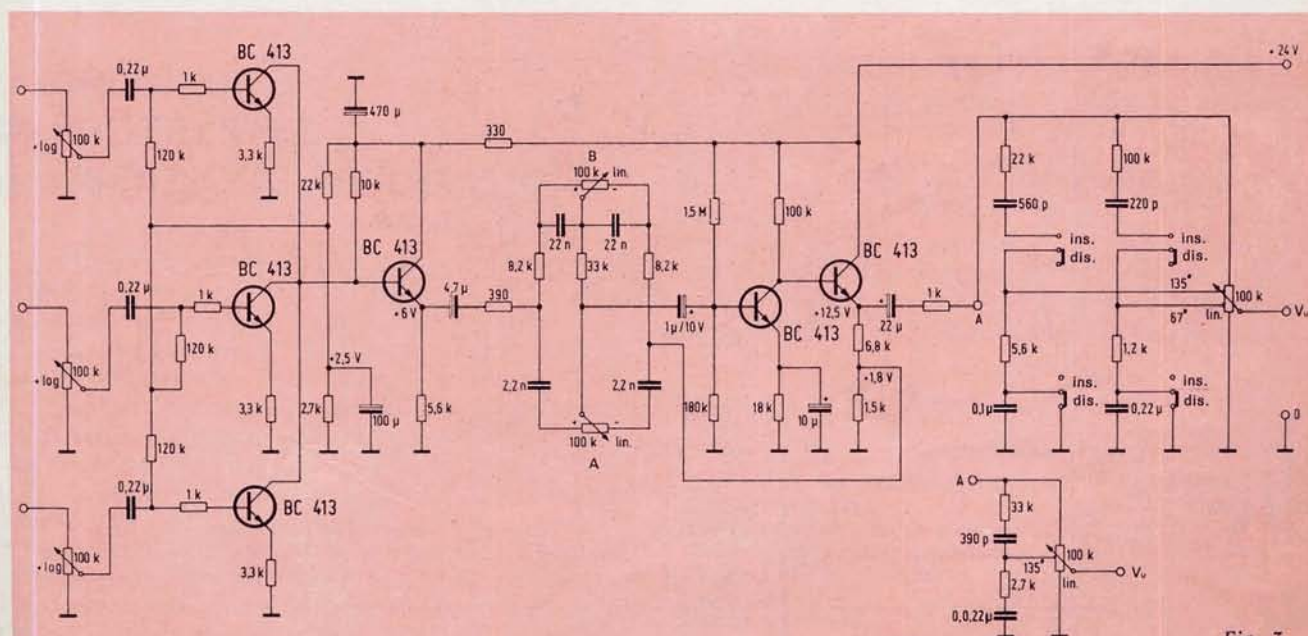 BC 413
0,22 µ
1 k
100 k
+ log
120 k
3,3 k
470 µ
22 k
10 k
330
BC 413
0,22 µ
1 k
100 k
+ log
120 k
3,3 k
+ 2,5 V
2,7 k
100 µ
BC 413
+ 6 V
5,6 k
4,7 µ
390
B
100 k
lin.
+
-
22 n
22 n
8,2 k
33 k
8,2 k
2,2 n
2,2 n
+
-
100 k
lin.
A
1 µ/10 V
+
1,5 M
180k
100 k
BC 413
18 k
10 µ
+
BC 413
+12,5 V
6,8 k
+1,8 V
1,5 k
+
22 µ
1 k
A
+ 24 V
22 k
560 p
ins.
dis.
100 k
220 p
ins.
dis.
135°
67°
100 k
lin.
5,6 k
0,1 µ
ins.
dis.
1,2 k
0,22 µ
ins.
dis.
0
120 k
0,22 µ
1 k
BC 413
100 k
+ log
3,3 k
A
33 k
390 p
135°
100 k
lin.
2,7 k
0,0,22µ